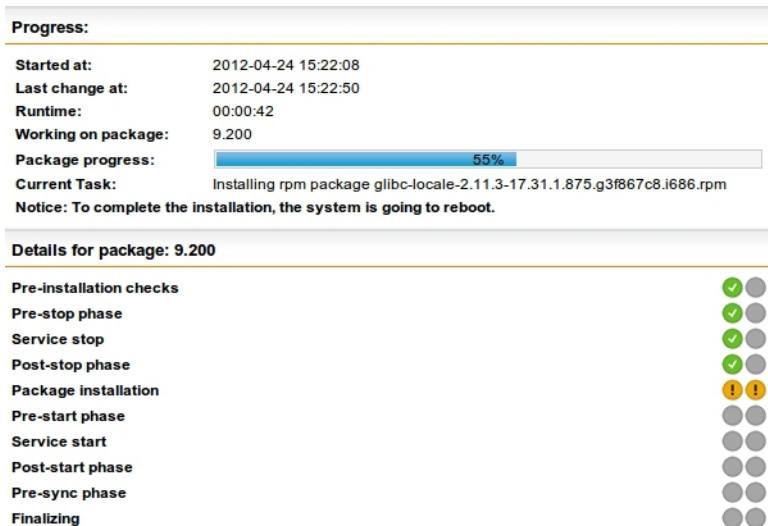 Progress:
Started at: 2012-04-24 15:22:08
Last change at: 2012-04-24 15:22:50
Runtime: 00:00:42
Working on package: 9.200
Package progress: 55%
Current Task: Installing rpm package glibc-locale-2.11.3-17.31.1.875.g3f867c8.i686.rpm
Notice: To complete the installation, the system is going to reboot.
Details for package: 9.200
Pre-installation checks
Pre-stop phase
Service stop
Post-stop phase
Package installation
Pre-start phase
Service start
Post-start phase
Pre-sync phase
Finalizing